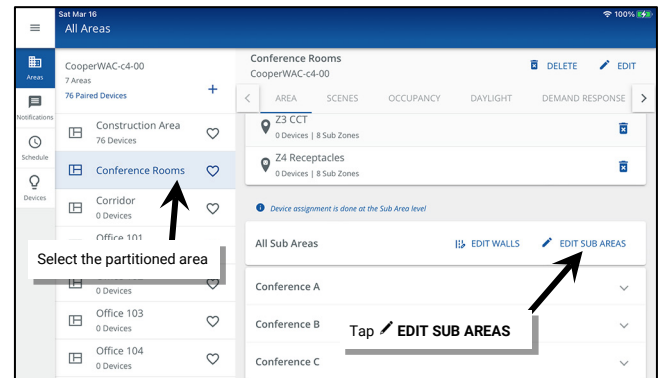 Sat Mar 16
100%
All Areas
Areas
Notifications
Schedule
Devices
CooperWAC-c4-00
7 Areas
76 Paired Devices
+
Construction Area
76 Devices
Conference Rooms
Corridor
0 Devices
Office 101
Select the partitioned area
0 Devices
Office 103
0 Devices
Office 104
0 Devices
Conference Rooms
CooperWAC-c4-00
DELETE
EDIT
AREA SCENES OCCUPANCY DAYLIGHT DEMAND RESPONSE
Z3 CCT
0 Devices | 8 Sub Zones
Z4 Receptacles
0 Devices | 8 Sub Zones
Device assignment is done at the Sub Area level
All Sub Areas
EDIT WALLS
EDIT SUB AREAS
Conference A
Conference B
Tap EDIT SUB AREAS
Conference C